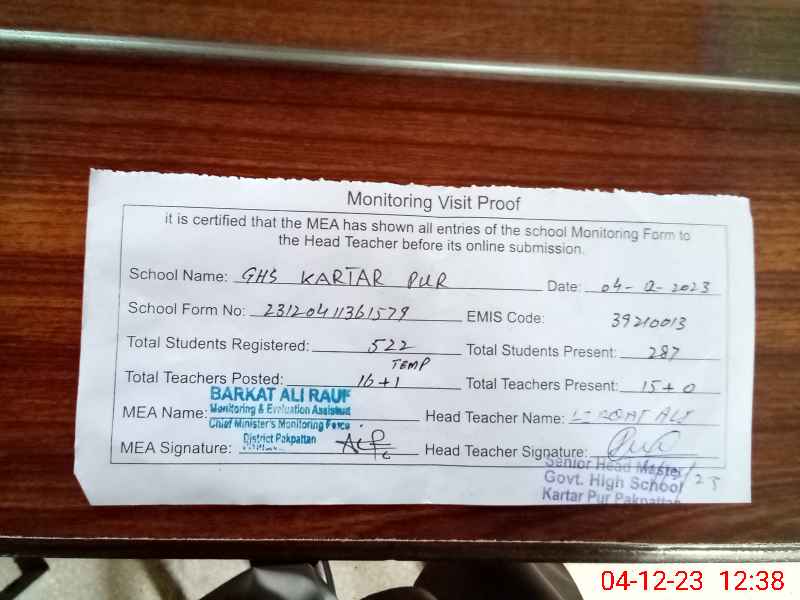 Monitoring Visit Proof
it is certified that the MEA has shown all entries of the school Monitoring Form to
the Head Teacher before its online submission.
School Name: GHS KARTAR PUR Date: 04-12-2023
School Form No: 23120411361579 EMIS Code: 39210013
Total Students Registered: 522 Total Students Present: 287
TEMP
Total Teachers Posted: 16+1 Total Teachers Present: 15+0
BARKAT ALI RAUF
Monitoring & Evaluation Assistant
MEA Name: Head Teacher Name: ALI
Chief Minister's Monitoring Force
District Pakpattan
MEA Signature: Head Teacher Signature:
Senior Head Master
Govt. High School
Kartar Pur Pakpattan
04-12-23 12:38